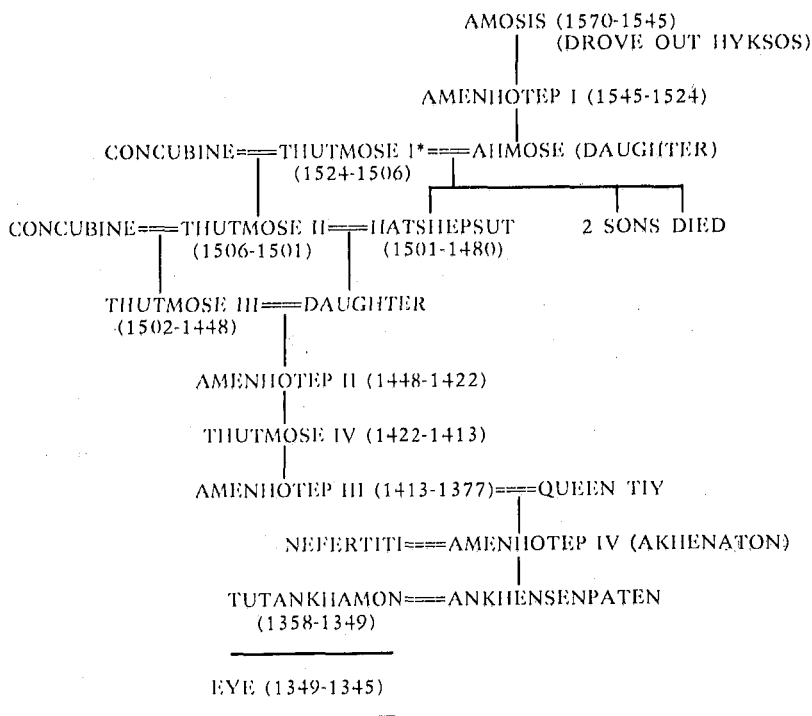 AMOSIS (1570-1545)
(DROVE OUT HYKSOS)
AMENHOTEP I (1545-1524)
CONCUBINE====THUTMOSE I*====AHMOSE (DAUGHTER)
(1524-1506)
CONCUBINE====THUTMOSE II====HATSHEPSUT 2 SONS DIED
(1506-1501) (1501-1480)
THUTMOSE III====DAUGHTER
(1502-1448)
AMENHOTEP II (1448-1422)
THUTMOSE IV (1422-1413)
AMENHOTEP III (1413-1377)====QUEEN TIY
NEFERTITI====AMENHOTEP IV (AKHENATON)
TUTANKHAMON====ANKHENSENPATEN
(1358-1349)
EYE (1349-1345)